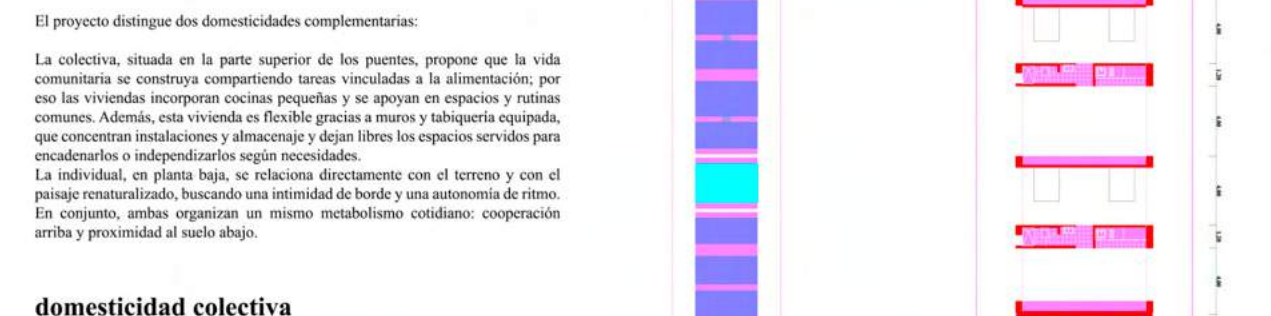 El proyecto distingue dos domesticidades complementarias:
La colectiva, situada en la parte superior de los puentes, propone que la vida
comunitaria se construya compartiendo tareas vinculadas a la alimentación; por
eso las viviendas incorporan cocinas pequeñas y se apoyan en espacios y rutinas
comunes. Además, esta vivienda es flexible gracias a muros y tabiquería equipada,
que concentran instalaciones y almacenaje y dejan libres los espacios servidos para
encadenarlos o independizarlos según necesidades.
La individual, en planta baja, se relaciona directamente con el terreno y con el
paisaje renaturalizado, buscando una intimidad de borde y una autonomía de ritmo.
En conjunto, ambas organizan un mismo metabolismo cotidiano: cooperación
arriba y proximidad al suelo abajo.
domesticidad colectiva